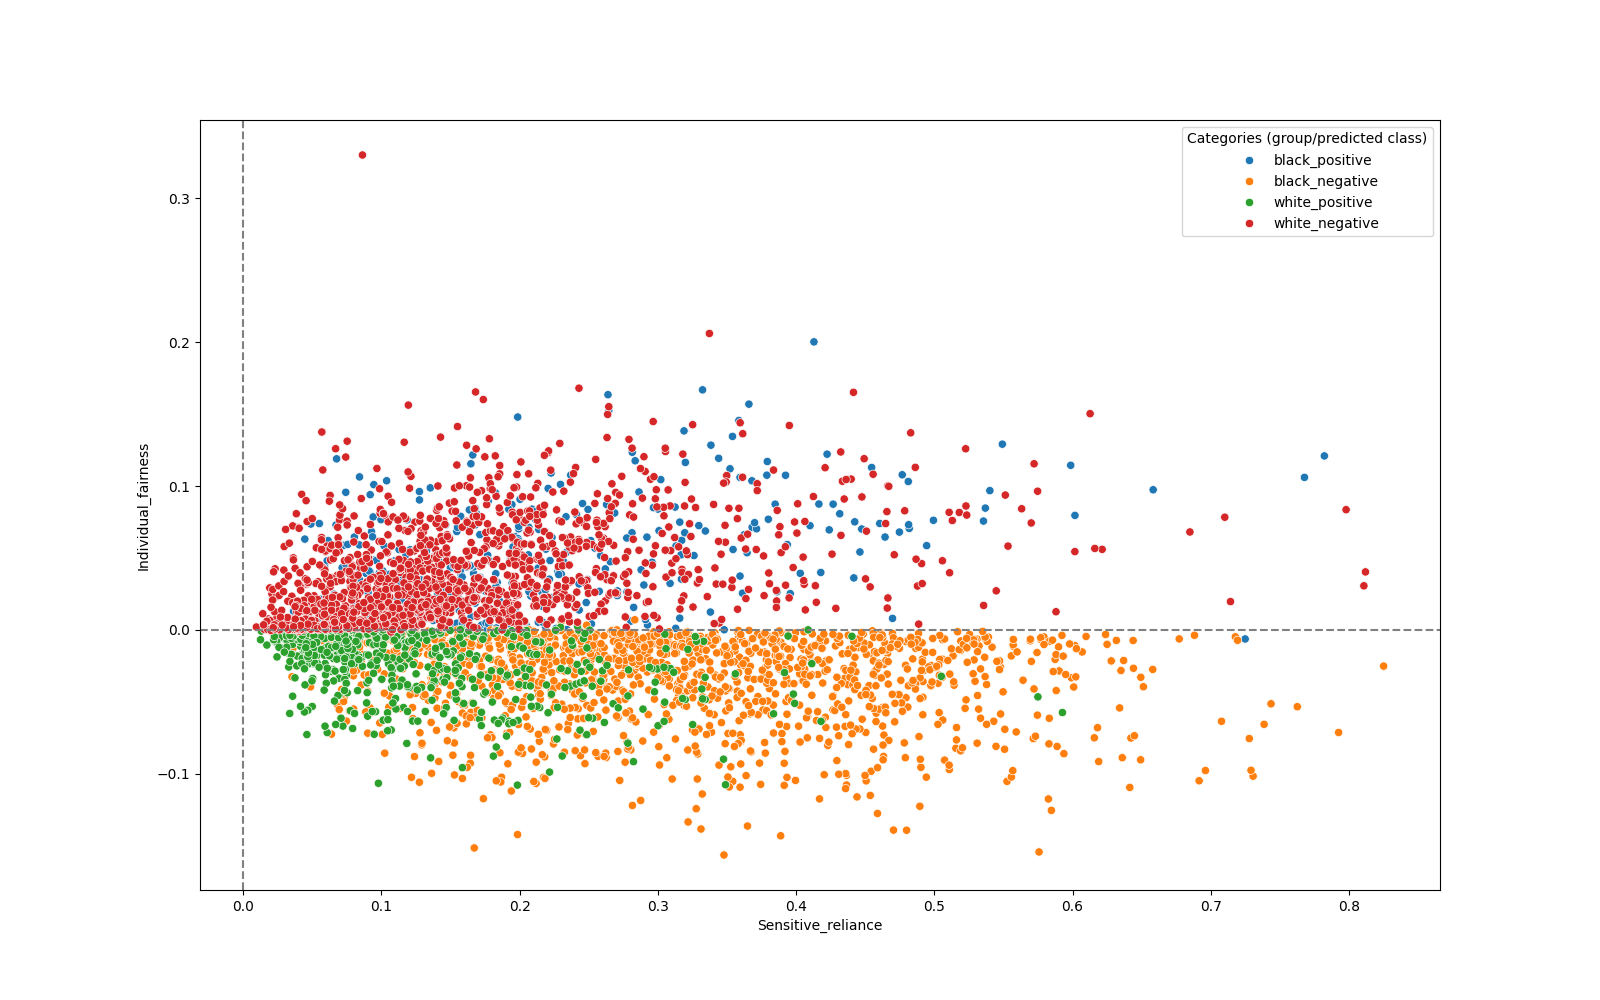 Categories (group/predicted class)
black_positive
black_negative
white_positive
white_negative
Individual_fairness
0.3
0.2
0.1
0.0
−0.1
0.0 0.1 0.2 0.3 0.4 0.5 0.6 0.7 0.8
Sensitive_reliance